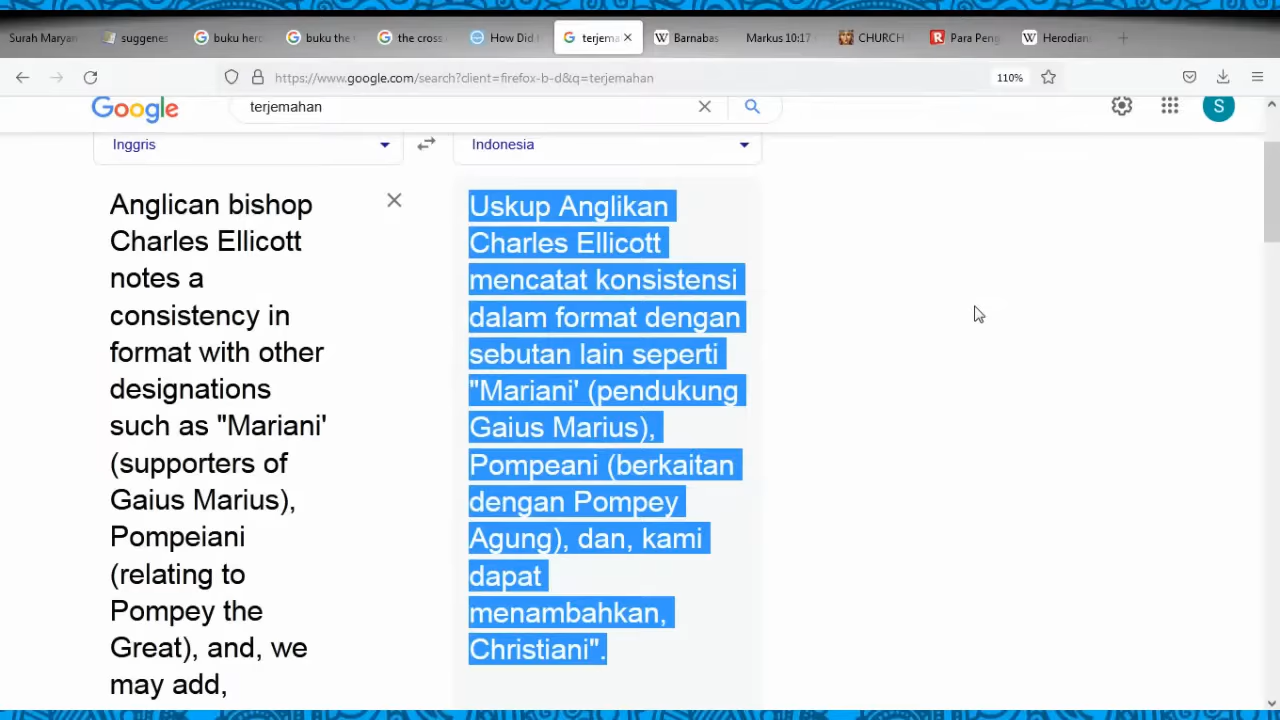 Surah Maryam
suggenes
buku her
buku the
the cross
How Did
terjema
Barnabas
Markus 10:17
CHURCH
Para Peng
Herodian
https://www.google.com/search?client=firefox-b-d&q=terjemahan
110%
Google
terjemahan
S
Inggris
Indonesia
Anglican bishop
Charles Ellicott
notes a
consistency in
format with other
designations
such as "Mariani'
(supporters of
Gaius Marius),
Pompeiani
(relating to
Pompey the
Great), and, we
may add,
Uskup Anglikan
Charles Ellicott
mencatat konsistensi
dalam format dengan
sebutan lain seperti
"Mariani' (pendukung
Gaius Marius),
Pompeani (berkaitan
dengan Pompey
Agung), dan, kami
dapat
menambahkan,
Christiani".